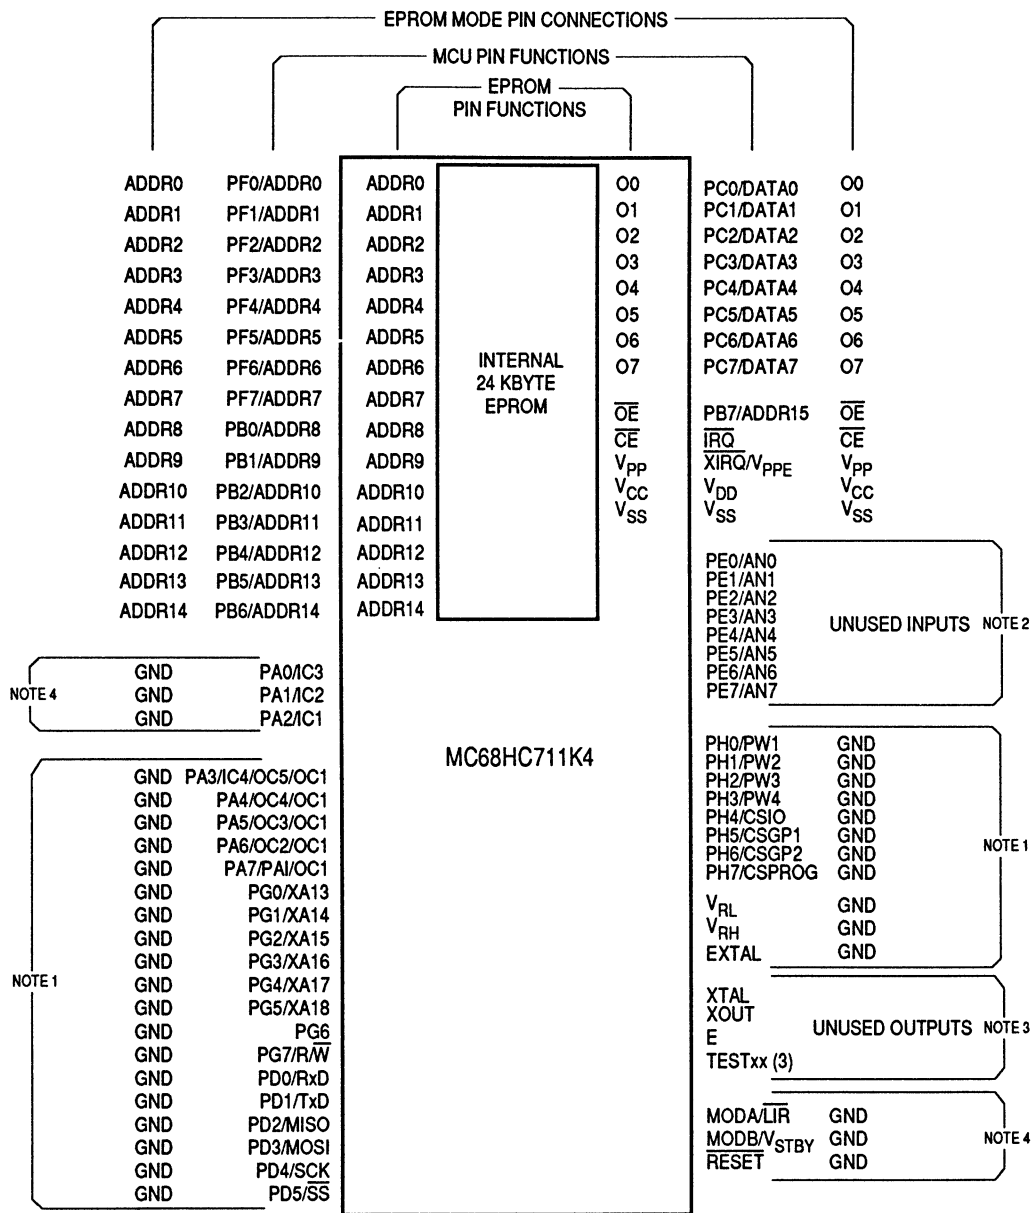 EPROM MODE PIN CONNECTIONS
MCU PIN FUNCTIONS
EPROM
PIN FUNCTIONS
ADDR0 PF0/ADDR0 ADDR0 O0 PC0/DATA0 O0
ADDR1 PF1/ADDR1 ADDR1 O1 PC1/DATA1 O1
ADDR2 PF2/ADDR2 ADDR2 O2 PC2/DATA2 O2
ADDR3 PF3/ADDR3 ADDR3 O3 PC3/DATA3 O3
ADDR4 PF4/ADDR4 ADDR4 O4 PC4/DATA4 O4
ADDR5 PF5/ADDR5 ADDR5 O5 PC5/DATA5 O5
ADDR6 PF6/ADDR6 ADDR6 O6 PC6/DATA6 O6
ADDR7 PF7/ADDR7 ADDR7 O7 PC7/DATA7 O7
ADDR8 PB0/ADDR8 ADDR8 O̅E̅ PB7/ADDR15 O̅E̅
ADDR9 PB1/ADDR9 ADDR9 C̅E̅ I̅R̅Q̅ C̅E̅
ADDR10 PB2/ADDR10 ADDR10 VPP X̅I̅R̅Q̅/VPPE VPP
ADDR11 PB3/ADDR11 ADDR11 VCC VDD VCC
ADDR12 PB4/ADDR12 ADDR12 VSS VSS VSS
ADDR13 PB5/ADDR13 ADDR13
ADDR14 PB6/ADDR14 ADDR14
INTERNAL
24 KBYTE
EPROM
PE0/AN0
PE1/AN1
PE2/AN2
PE3/AN3 UNUSED INPUTS NOTE 2
PE4/AN4
PE5/AN5
PE6/AN6
PE7/AN7
GND PA0/IC3
NOTE 4 GND PA1/IC2
GND PA2/IC1
MC68HC711K4
PH0/PW1 GND
PH1/PW2 GND
PH2/PW3 GND
PH3/PW4 GND
PH4/CSIO GND
PH5/CSGP1 GND
PH6/CSGP2 GND
PH7/CSPROG GND
VRL GND
VRH GND
EXTAL GND
NOTE 1
GND PA3/IC4/OC5/OC1
GND PA4/OC4/OC1
GND PA5/OC3/OC1
GND PA6/OC2/OC1
GND PA7/PAI/OC1
GND PG0/XA13
GND PG1/XA14
GND PG2/XA15
GND PG3/XA16
NOTE 1 GND PG4/XA17
GND PG5/XA18
GND PG6
GND PG7/R/W̅
GND PD0/RxD
GND PD1/TxD
GND PD2/MISO
GND PD3/MOSI
GND PD4/SCK
GND PD5/S̅S̅
XTAL
XOUT
E UNUSED OUTPUTS NOTE 3
TESTxx (3)
MODA/L̅I̅R̅ GND
MODB/VSTBY GND NOTE 4
R̅E̅S̅E̅T̅ GND